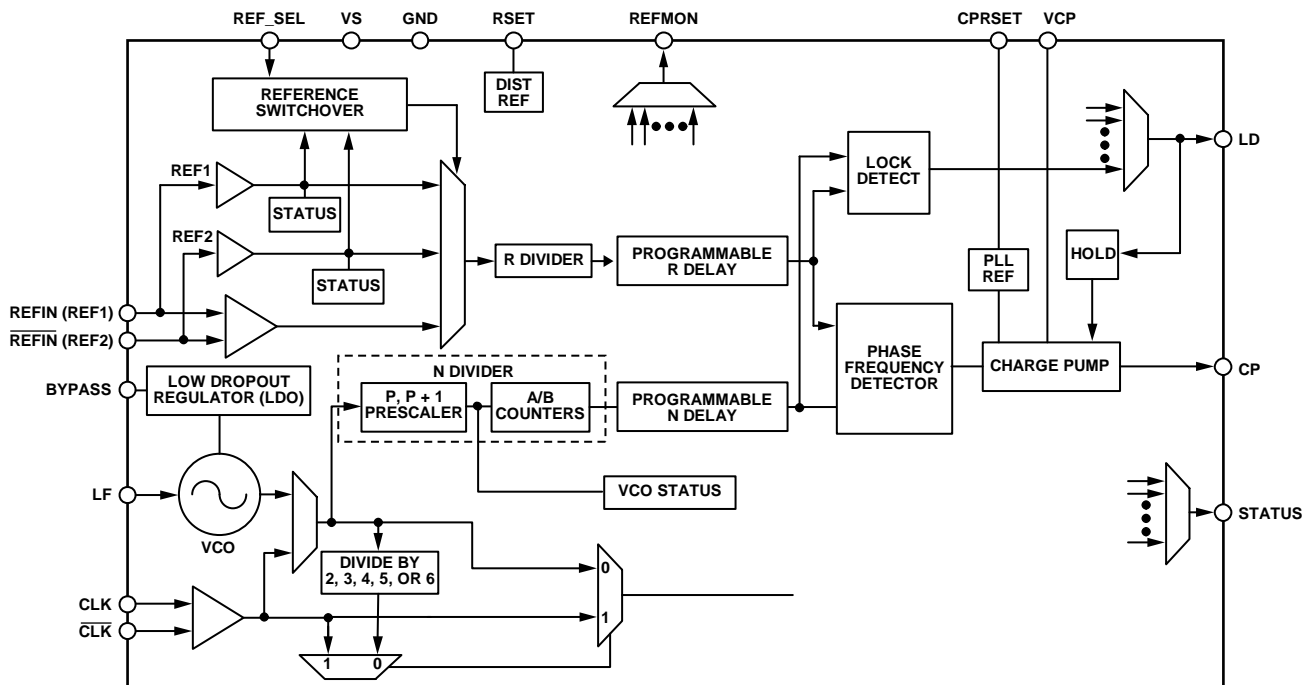 REF_SEL
VS
GND
RSET
REFMON
CPRSET
VCP
REFERENCE
SWITCHOVER
DIST
REF
LD
REF1
STATUS
LOCK
DETECT
REF2
STATUS
R DIVIDER
PROGRAMMABLE
R DELAY
PLL
REF
HOLD
REFIN (REF1)
REFIN (REF2)
BYPASS
LOW DROPOUT
REGULATOR (LDO)
N DIVIDER
P, P + 1
PRESCALER
A/B
COUNTERS
PROGRAMMABLE
N DELAY
PHASE
FREQUENCY
DETECTOR
CHARGE PUMP
CP
LF
VCO
VCO STATUS
STATUS
DIVIDE BY
2, 3, 4, 5, OR 6
0
1
CLK
CLK
1 0